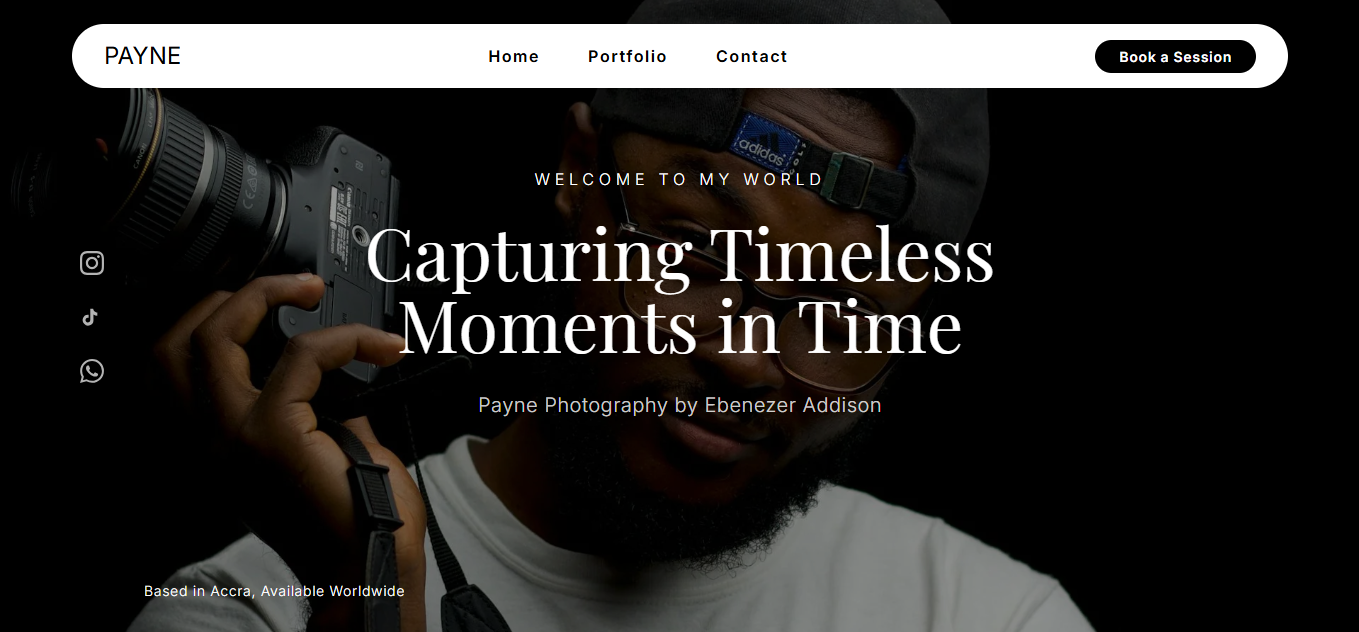 PAYNE
Home
Portfolio
Contact
Book a Session
adidas
WELCOME TO MY WORLD
Capturing Timeless
Moments in Time
Payne Photography by Ebenezer Addison
Based in Accra, Available Worldwide